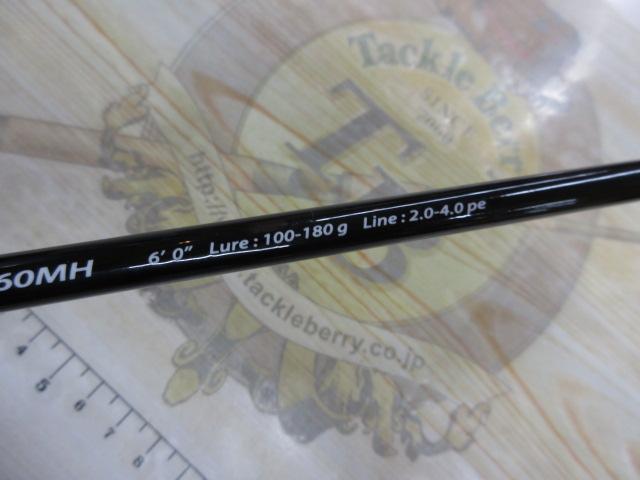 Tackle Berry
SINCE
T
60MH 6' 0" Lure : 100-180 g Line : 2.0-4.0 pe
tackleberry.co.jp
4 5 6 7 8